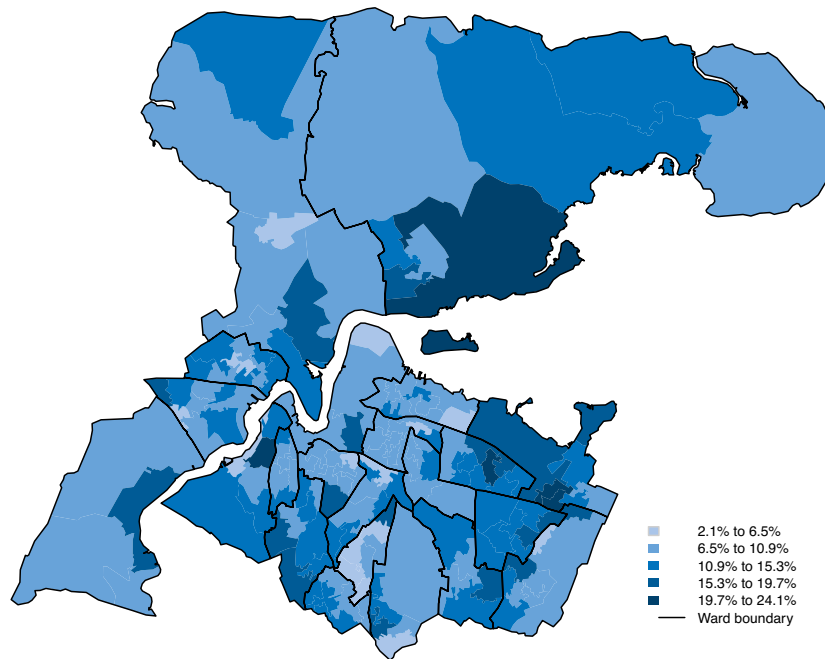 2.1% to 6.5%
6.5% to 10.9%
10.9% to 15.3%
15.3% to 19.7%
19.7% to 24.1%
Ward boundary